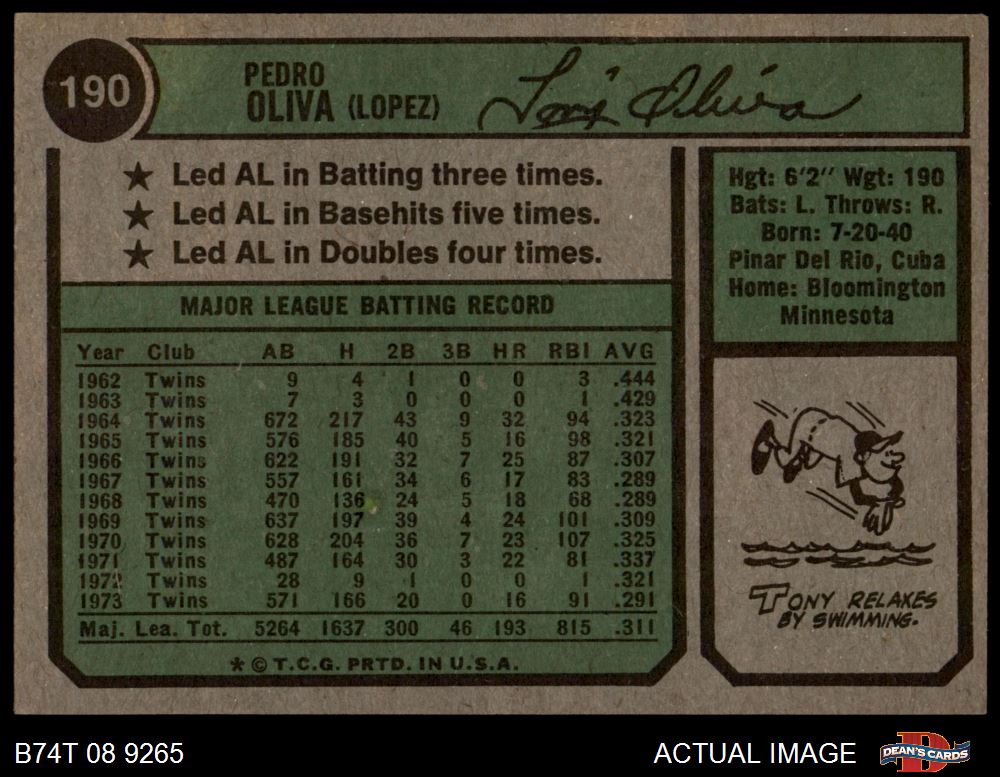 190
PEDRO
OLIVA (LOPEZ)
Tony Oliva
★ Led AL in Batting three times.
★ Led AL in Basehits five times.
★ Led AL in Doubles four times.
MAJOR LEAGUE BATTING RECORD
Year Club AB H 2B 3B HR RBI AVG
1962 Twins 9 4 1 0 0 3 .444
1963 Twins 7 3 0 0 0 1 .429
1964 Twins 672 217 43 9 32 94 .323
1965 Twins 576 185 40 5 16 98 .321
1966 Twins 622 191 32 7 25 87 .307
1967 Twins 557 161 34 6 17 83 .289
1968 Twins 470 136 24 5 18 68 .289
1969 Twins 637 197 39 4 24 101 .309
1970 Twins 628 204 36 7 23 107 .325
1971 Twins 487 164 30 3 22 81 .337
1972 Twins 28 9 1 0 0 1 .321
1973 Twins 571 166 20 0 16 91 .291
Maj. Lea. Tot. 5264 1637 300 46 193 815 .311
★ © T.C.G. PRTD. IN U.S.A.
Hgt: 6'2" Wgt: 190
Bats: L. Throws: R.
Born: 7-20-40
Pinar Del Rio, Cuba
Home: Bloomington
Minnesota
TONY RELAXES
BY SWIMMING.
B74T 08 9265
ACTUAL IMAGE
DEAN'S CARDS